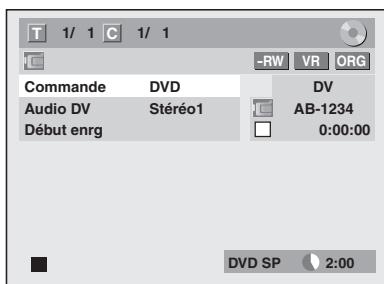 T 1/ 1 C 1/ 1
-RW VR ORG
Commande DVD DV
Audio DV Stéréo1 AB-1234
Début enrg 0:00:00
DVD SP 2:00